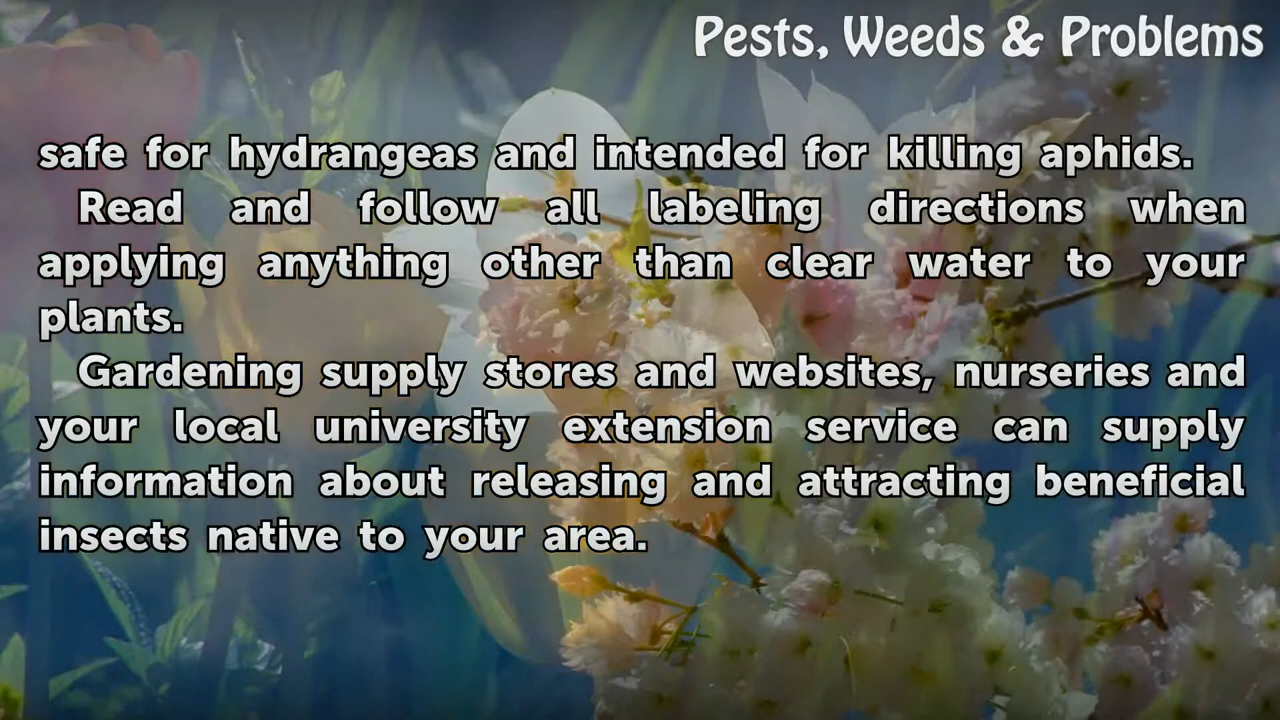 Pests, Weeds & Problems
safe for hydrangeas and intended for killing aphids.
Read and follow all labeling directions when
applying anything other than clear water to your
plants.
Gardening supply stores and websites, nurseries and
your local university extension service can supply
information about releasing and attracting beneficial
insects native to your area.